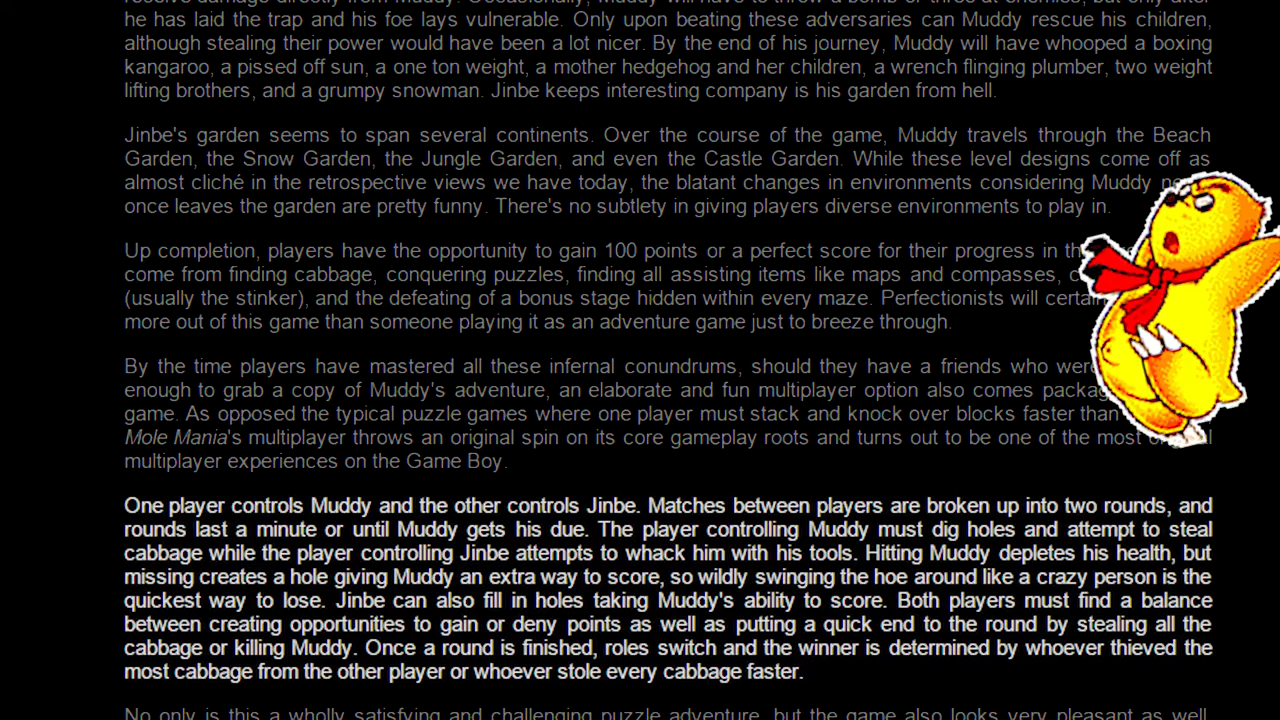 he has laid the trap and his foe lays vulnerable. Only upon beating these adversaries can Muddy rescue his children,
although stealing their power would have been a lot nicer. By the end of his journey, Muddy will have whooped a boxing
kangaroo, a pissed off sun, a one ton weight, a mother hedgehog and her children, a wrench flinging plumber, two weight
lifting brothers, and a grumpy snowman. Jinbe keeps interesting company is his garden from hell.
Jinbe's garden seems to span several continents. Over the course of the game, Muddy travels through the Beach
Garden, the Snow Garden, the Jungle Garden, and even the Castle Garden. While these level designs come off as
almost cliché in the retrospective views we have today, the blatant changes in environments considering Muddy
once leaves the garden are pretty funny. There's no subtlety in giving players diverse environments to play in.
Up completion, players have the opportunity to gain 100 points or a perfect score for their progress in
come from finding cabbage, conquering puzzles, finding all assisting items like maps and compasses,
(usually the stinker), and the defeating of a bonus stage hidden within every maze. Perfectionists will
more out of this game than someone playing it as an adventure game just to breeze through.
By the time players have mastered all these infernal conundrums, should they have a friends who
enough to grab a copy of Muddy's adventure, an elaborate and fun multiplayer option also comes
game. As opposed the typical puzzle games where one player must stack and knock over blocks faster than
Mole Mania's multiplayer throws an original spin on its core gameplay roots and turns out to be one of the most
multiplayer experiences on the Game Boy.
One player controls Muddy and the other controls Jinbe. Matches between players are broken up into two rounds, and
rounds last a minute or until Muddy gets his due. The player controlling Muddy must dig holes and attempt to steal
cabbage while the player controlling Jinbe attempts to whack him with his tools. Hitting Muddy depletes his health, but
missing creates a hole giving Muddy an extra way to score, so wildly swinging the hoe around like a crazy person is the
quickest way to lose. Jinbe can also fill in holes taking Muddy's ability to score. Both players must find a balance
between creating opportunities to gain or deny points as well as putting a quick end to the round by stealing all the
cabbage or killing Muddy. Once a round is finished, roles switch and the winner is determined by whoever thieved the
most cabbage from the other player or whoever stole every cabbage faster.
No only is this a wholly satisfying and challenging puzzle adventure, but the game also looks very pleasant as well.